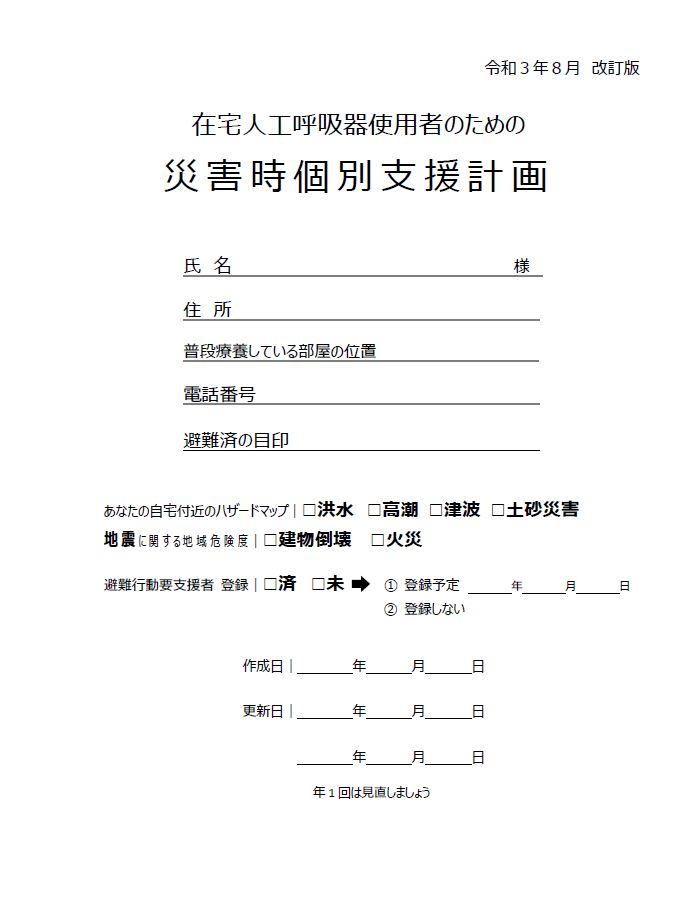 令和３年８月　改訂版
在宅人工呼吸器使用者のための
災害時個別支援計画
氏　名　様
住　所
普段療養している部屋の位置
電話番号
避難済の目印
あなたの自宅付近のハザードマップ｜□洪水　□高潮　□津波　□土砂災害
地震に関する地域危険度｜□建物倒壊　□火災
避難行動要支援者 登録｜□済　□未 ➡　① 登録予定　＿＿＿年＿＿＿月＿＿＿日
② 登録しない
作成日｜＿＿＿年＿＿＿月＿＿＿日
更新日｜＿＿＿年＿＿＿月＿＿＿日
＿＿＿年＿＿＿月＿＿＿日
年１回は見直しましょう